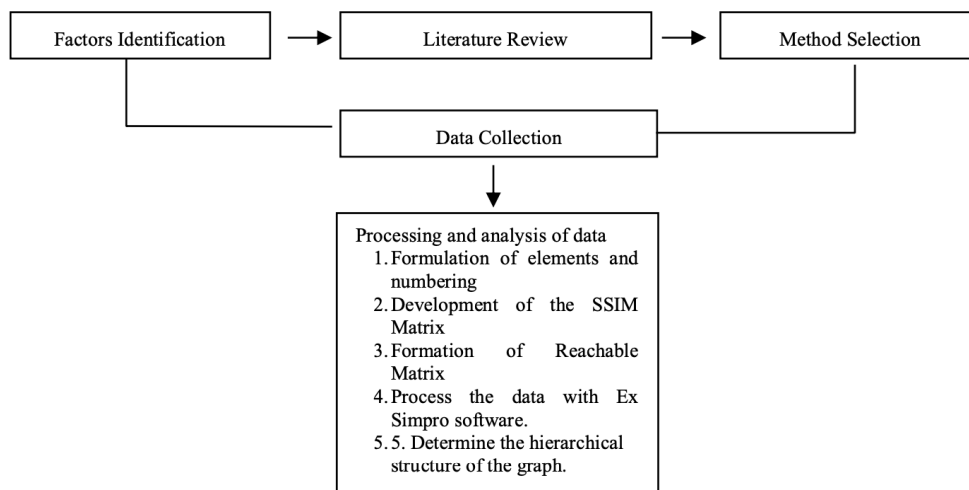 Factors Identification
Literature Review
Method Selection
Data Collection
Processing and analysis of data
1. Formulation of elements and
numbering
2. Development of the SSIM
Matrix
3. Formation of Reachable
Matrix
4. Process the data with Ex
Simpro software.
5. 5. Determine the hierarchical
structure of the graph.